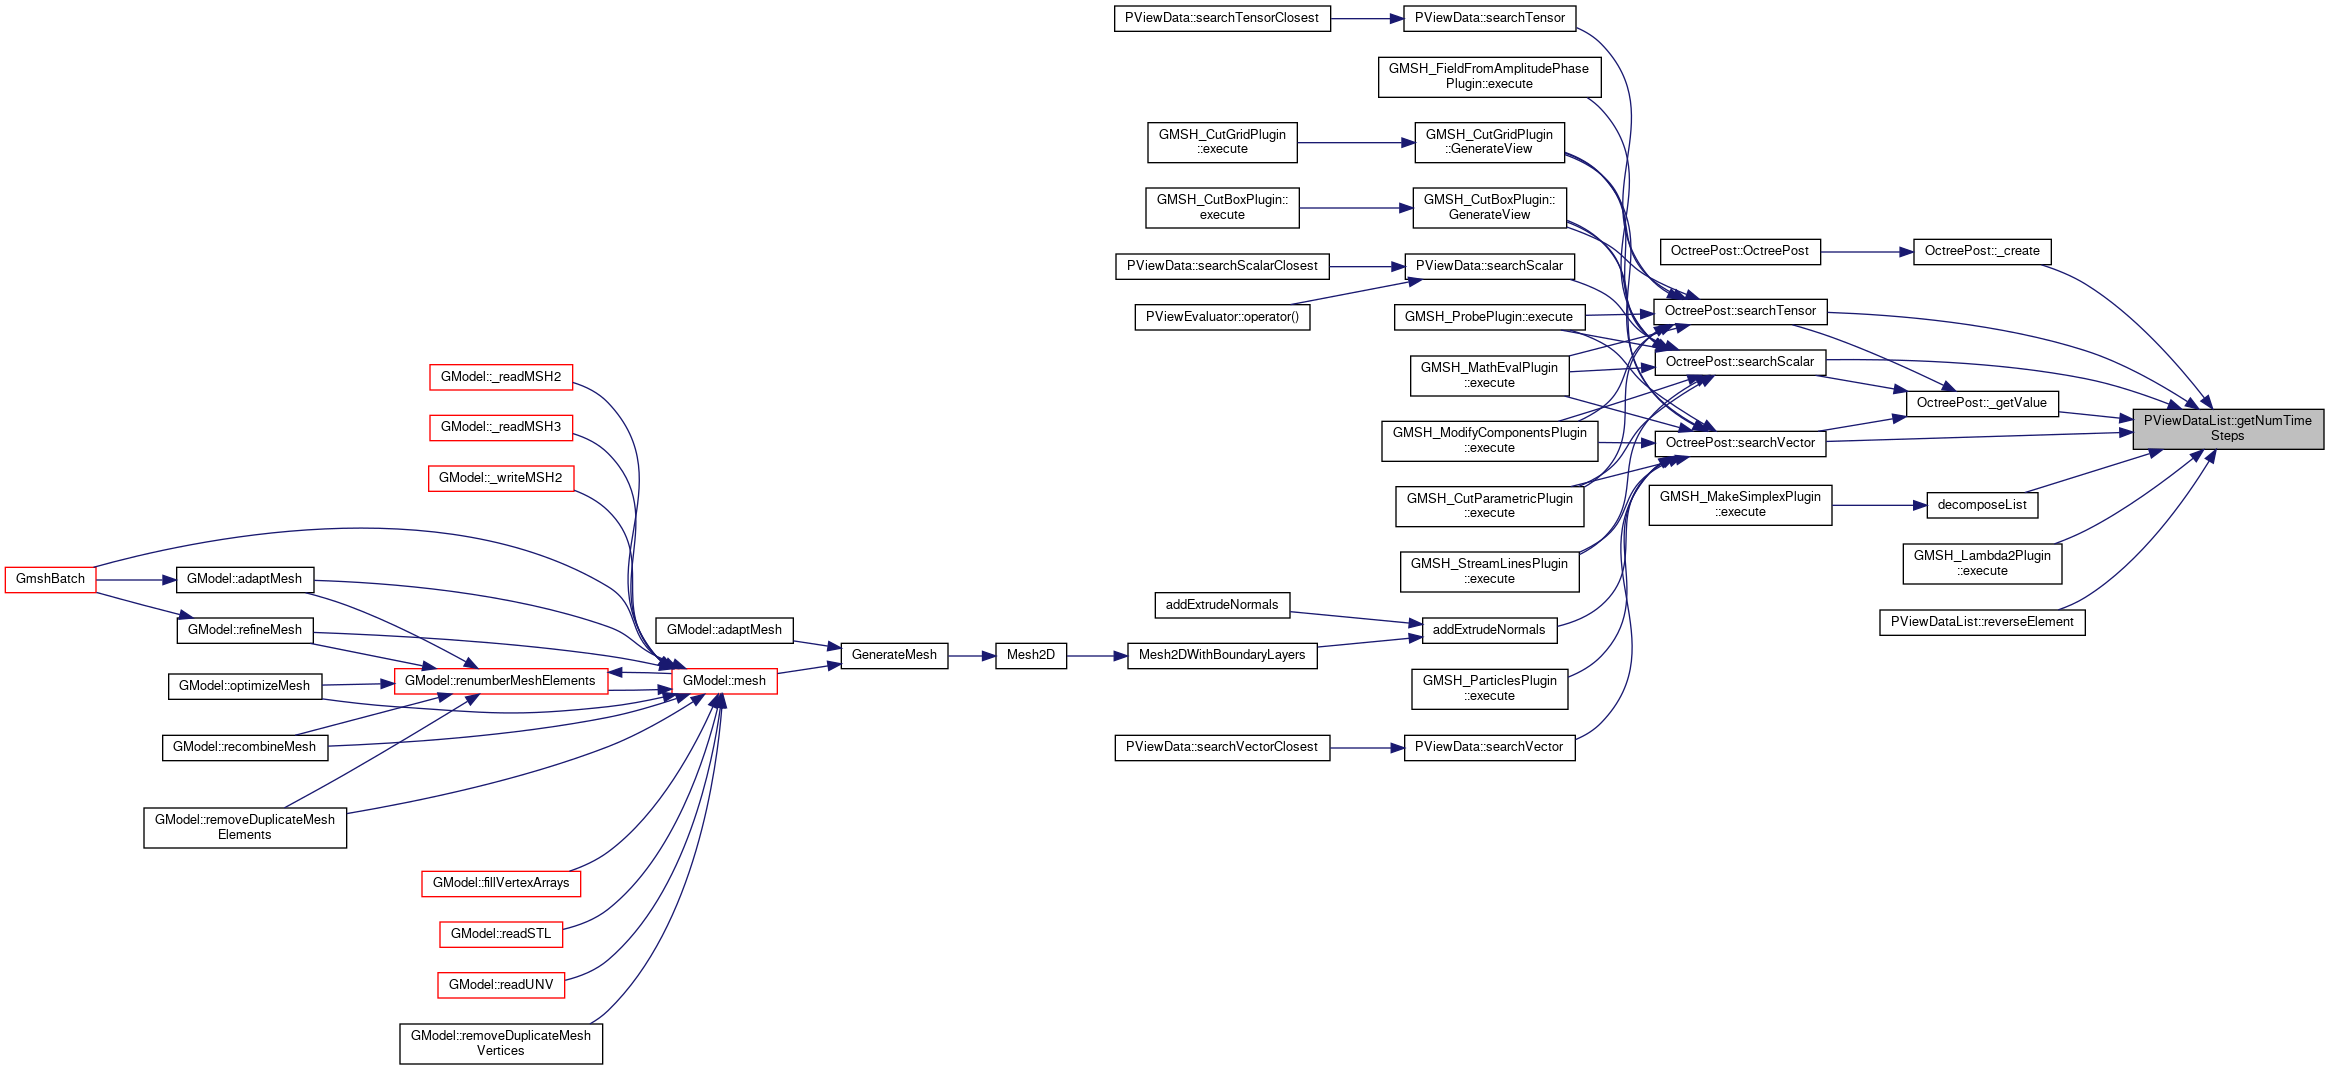 PViewData::searchTensorClosest
PViewData::searchTensor
GMSH_FieldFromAmplitudePhase
Plugin::execute
GMSH_CutGridPlugin
::execute
GMSH_CutGridPlugin
::GenerateView
GMSH_CutBoxPlugin::
execute
GMSH_CutBoxPlugin::
GenerateView
PViewData::searchScalarClosest
PViewData::searchScalar
PViewEvaluator::operator()
GMSH_ProbePlugin::execute
GMSH_MathEvalPlugin
::execute
GMSH_ModifyComponentsPlugin
::execute
GMSH_CutParametricPlugin
::execute
GMSH_StreamLinesPlugin
::execute
addExtrudeNormals
addExtrudeNormals
Mesh2DWithBoundaryLayers
GMSH_ParticlesPlugin
::execute
PViewData::searchVectorClosest
PViewData::searchVector
OctreePost::OctreePost
OctreePost::_create
OctreePost::searchTensor
OctreePost::searchScalar
OctreePost::_getValue
OctreePost::searchVector
PViewDataList::getNumTime
Steps
GMSH_MakeSimplexPlugin
::execute
decomposeList
GMSH_Lambda2Plugin
::execute
PViewDataList::reverseElement
GModel::_readMSH2
GModel::_readMSH3
GModel::_writeMSH2
GmshBatch
GModel::adaptMesh
GModel::refineMesh
GModel::renumberMeshElements
GModel::optimizeMesh
GModel::recombineMesh
GModel::removeDuplicateMesh
Elements
GModel::mesh
GModel::adaptMesh
GenerateMesh
Mesh2D
GModel::fillVertexArrays
GModel::readSTL
GModel::readUNV
GModel::removeDuplicateMesh
Vertices